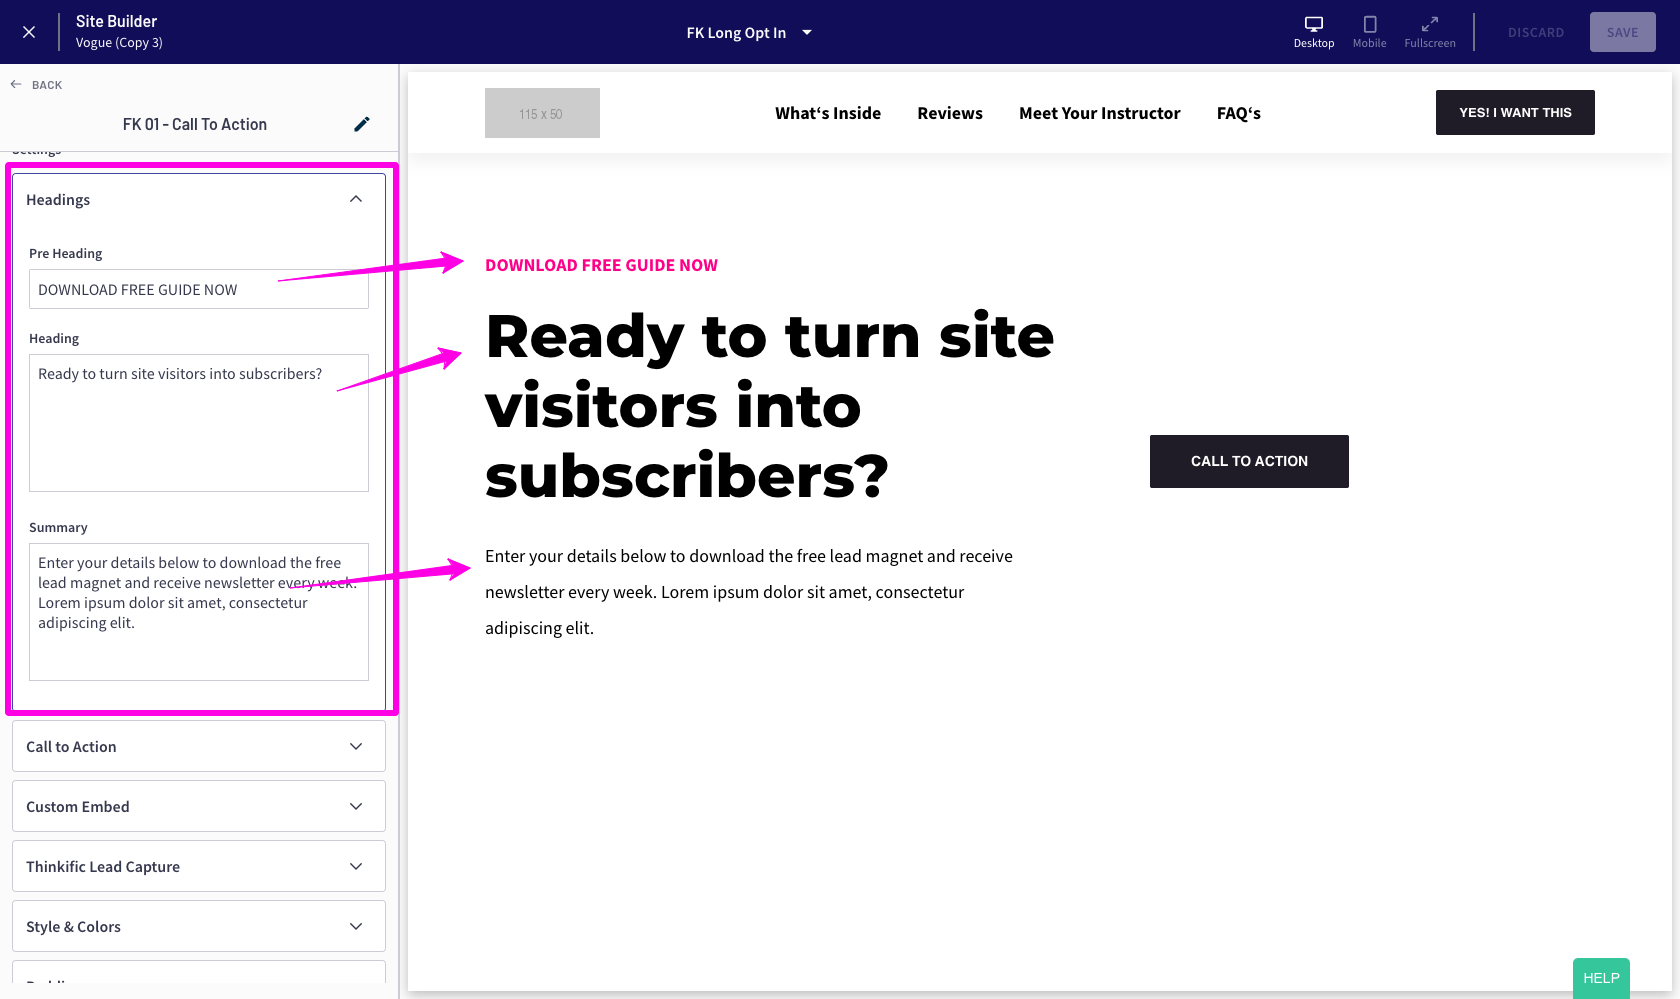 Site Builder
Vogue (Copy 3)
FK Long Opt In
Desktop
Mobile
Fullscreen
DISCARD
SAVE
BACK
FK 01 - Call To Action
Settings
Headings
Pre Heading
DOWNLOAD FREE GUIDE NOW
Heading
Ready to turn site visitors into subscribers?
Summary
Enter your details below to download the free
lead magnet and receive newsletter every week.
Lorem ipsum dolor sit amet, consectetur
adipiscing elit.
Call to Action
Custom Embed
Thinkific Lead Capture
Style & Colors
115 x 50
What‘s Inside
Reviews
Meet Your Instructor
FAQ‘s
YES! I WANT THIS
DOWNLOAD FREE GUIDE NOW
Ready to turn site
visitors into
subscribers?
Enter your details below to download the free lead magnet and receive
newsletter every week. Lorem ipsum dolor sit amet, consectetur
adipiscing elit.
CALL TO ACTION
HELP